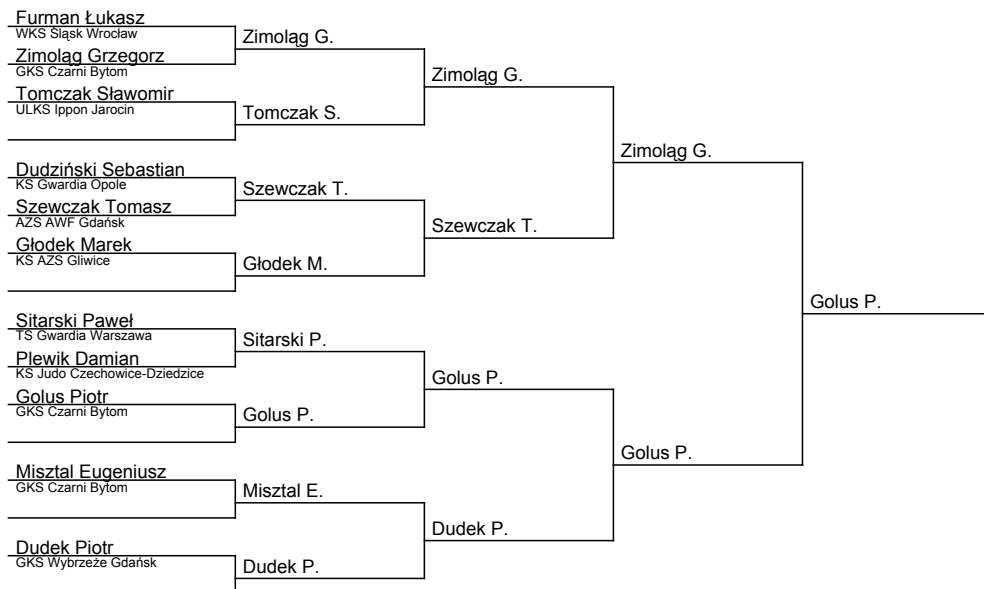 Furman Łukasz
WKS Śląsk Wrocław
Zimoląg Grzegorz
GKS Czarni Bytom
Tomczak Sławomir
ULKS Ippon Jarocin
Dudziński Sebastian
KS Gwardia Opole
Szewczak Tomasz
AZS AWF Gdańsk
Głodek Marek
KS AZS Gliwice
Sitarski Paweł
TS Gwardia Warszawa
Plewik Damian
KS Judo Czechowice-Dziedzice
Golus Piotr
GKS Czarni Bytom
Misztal Eugeniusz
GKS Czarni Bytom
Dudek Piotr
GKS Wybrzeże Gdańsk
Zimoląg G.
Tomczak S.
Szewczak T.
Głodek M.
Sitarski P.
Golus P.
Misztal E.
Dudek P.
Zimoląg G.
Szewczak T.
Golus P.
Dudek P.
Zimoląg G.
Golus P.
Golus P.